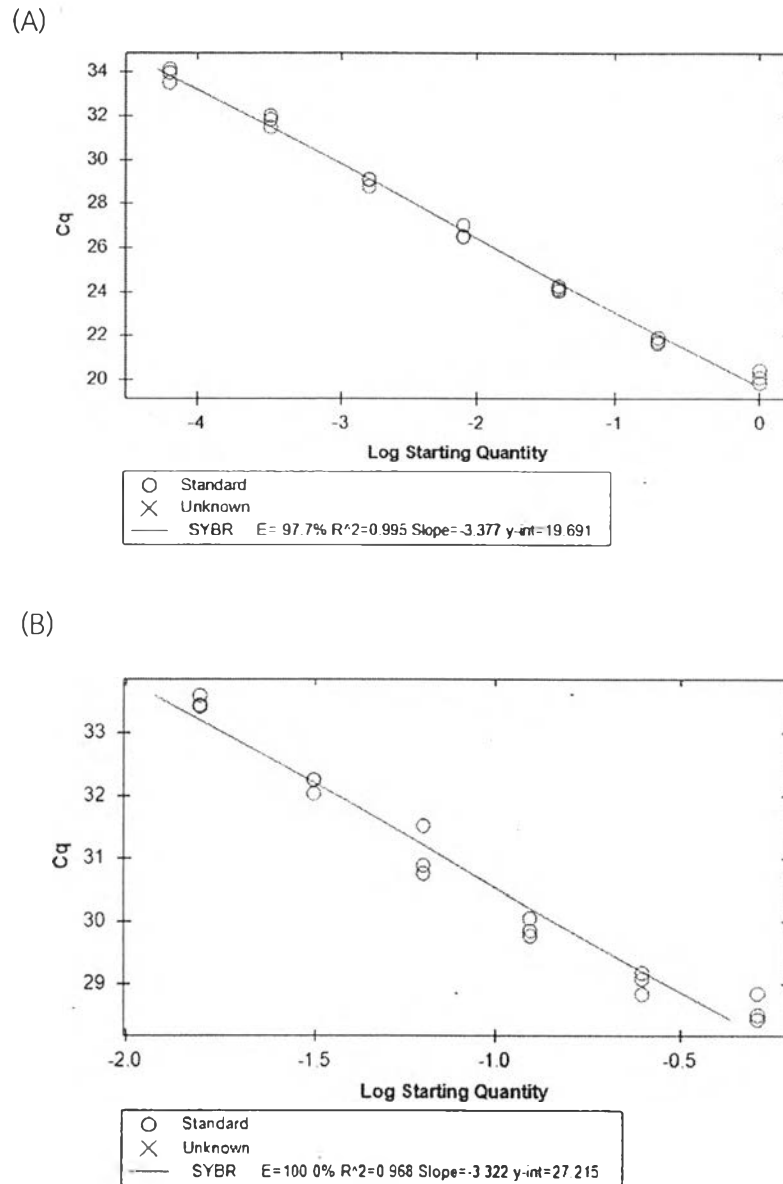 (A)
34
32
30
28
26
24
22
20
Cq
-4 -3 -2 -1 0
Log Starting Quantity
Standard
Unknown
SYBR E= 97.7% R^2=0.995 Slope=-3.377 y-int=19.691
(B)
33
32
31
30
29
Cq
-2.0 -1.5 -1.0 -0.5
Log Starting Quantity
Standard
Unknown
SYBR E=100 0% R^2=0 968 Slope=-3 322 y-int=27.215